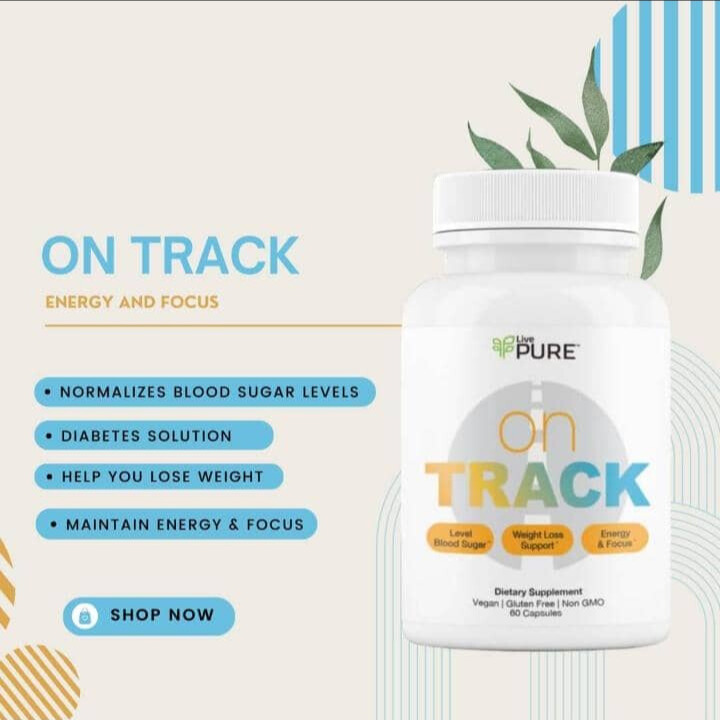 ON TRACK
ENERGY AND FOCUS
• NORMALIZES BLOOD SUGAR LEVELS
• DIABETES SOLUTION
• HELP YOU LOSE WEIGHT
• MAINTAIN ENERGY & FOCUS
SHOP NOW
Live
PURE™
on
TRACK
Level
Blood Sugar*
Weight Loss
Support*
Energy
& Focus*
Dietary Supplement
Vegan | Gluten Free | Non GMO
60 Capsules